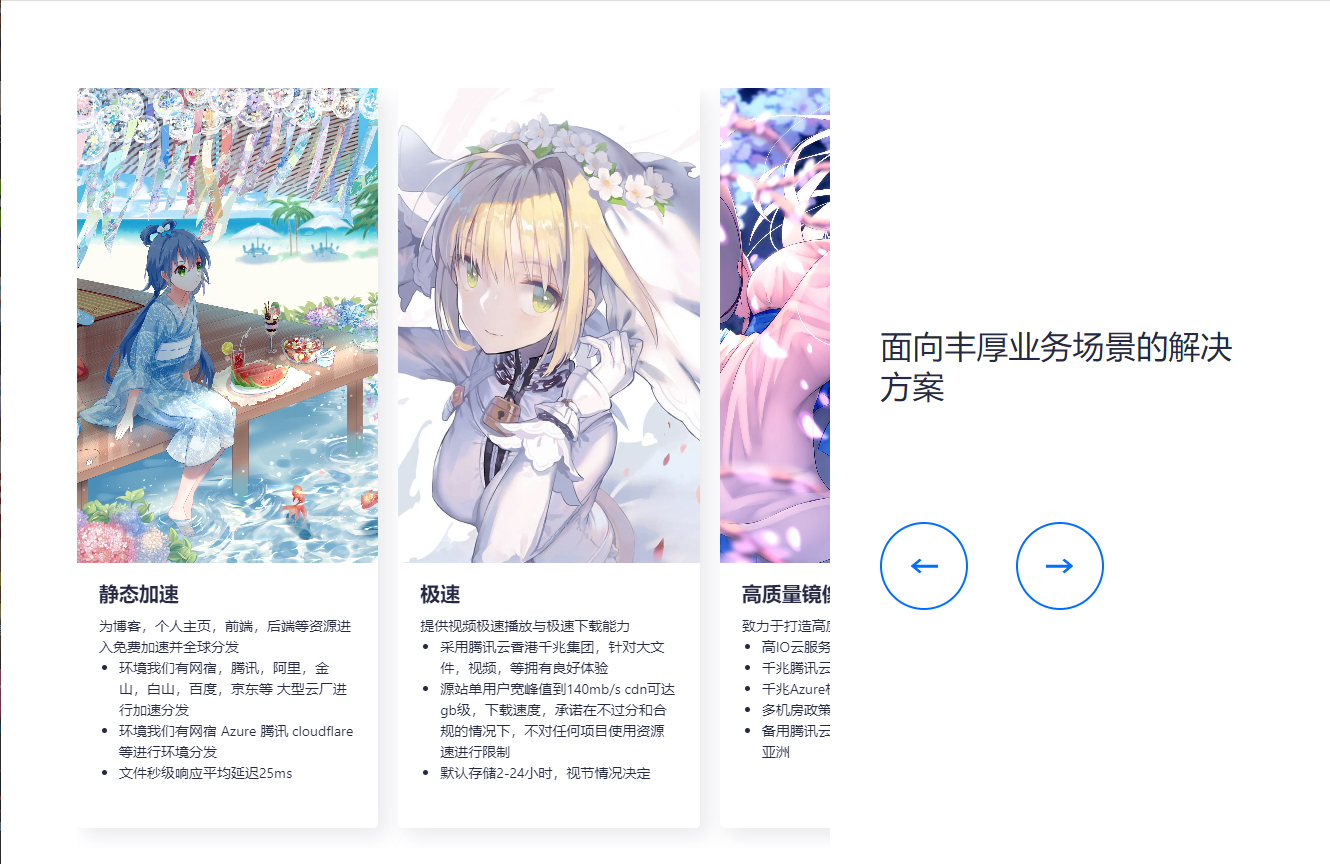 静态加速
为博客，个人主页，前端，后端等资源进
入免费加速并全球分发
环境我们有网宿，腾讯，阿里，金
山，白山，百度，京东等 大型云厂进
行加速分发
环境我们有网宿 Azure 腾讯 cloudflare
等进行环境分发
文件秒级响应平均延迟25ms
极速
提供视频极速播放与极速下载能力
采用腾讯云香港千兆集团，针对大文
件，视频，等拥有良好体验
源站单用户宽峰值到140mb/s cdn可达
gb级，下载速度，承诺在不过分和合
规的情况下，不对任何项目使用资源
速进行限制
默认存储2-24小时，视节情况决定
高质量镜像
致力于打造高质
高IO云服务
千兆腾讯云
千兆Azure
多机房政策
备用腾讯云
亚洲
面向丰厚业务场景的解决
方案